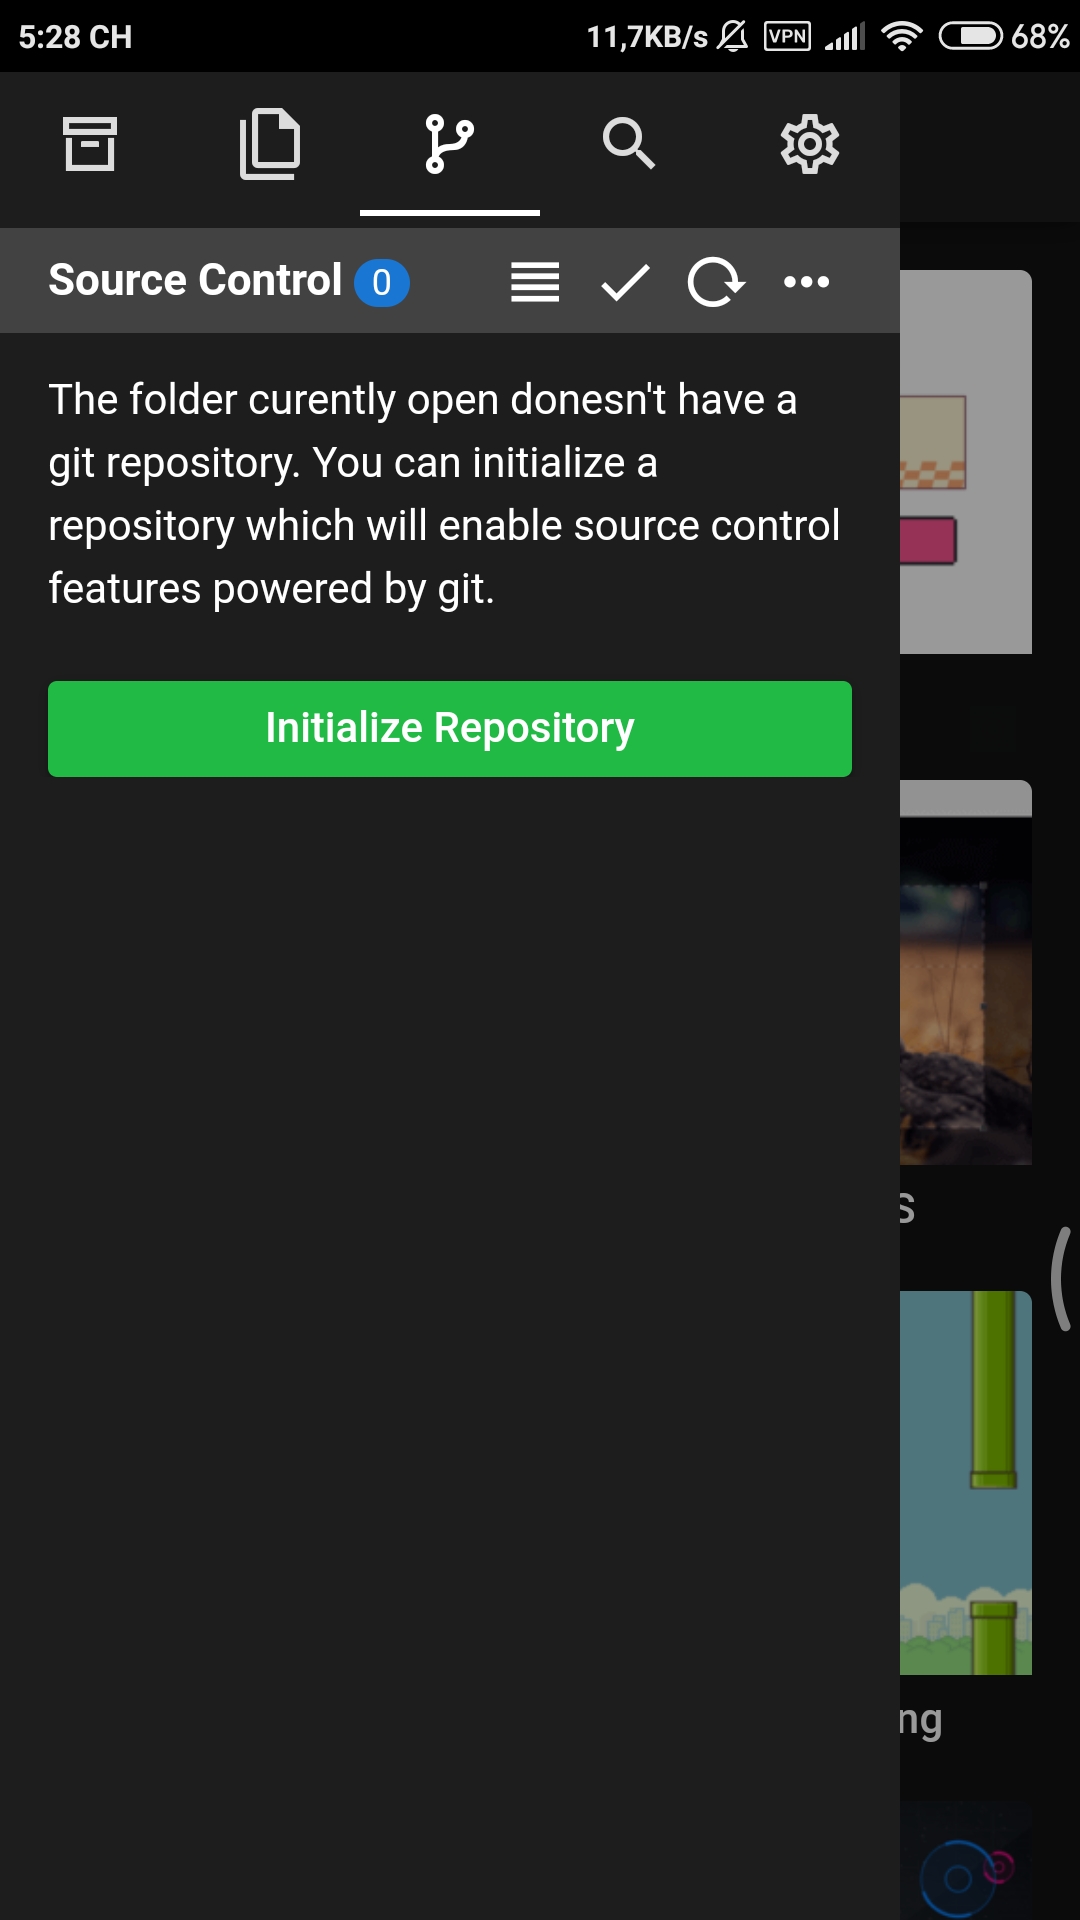 5:28 CH
11,7KB/s VPN 68%
Source Control 0
The folder curently open donesn't have a
git repository. You can initialize a
repository which will enable source control
features powered by git.
Initialize Repository
s
ng